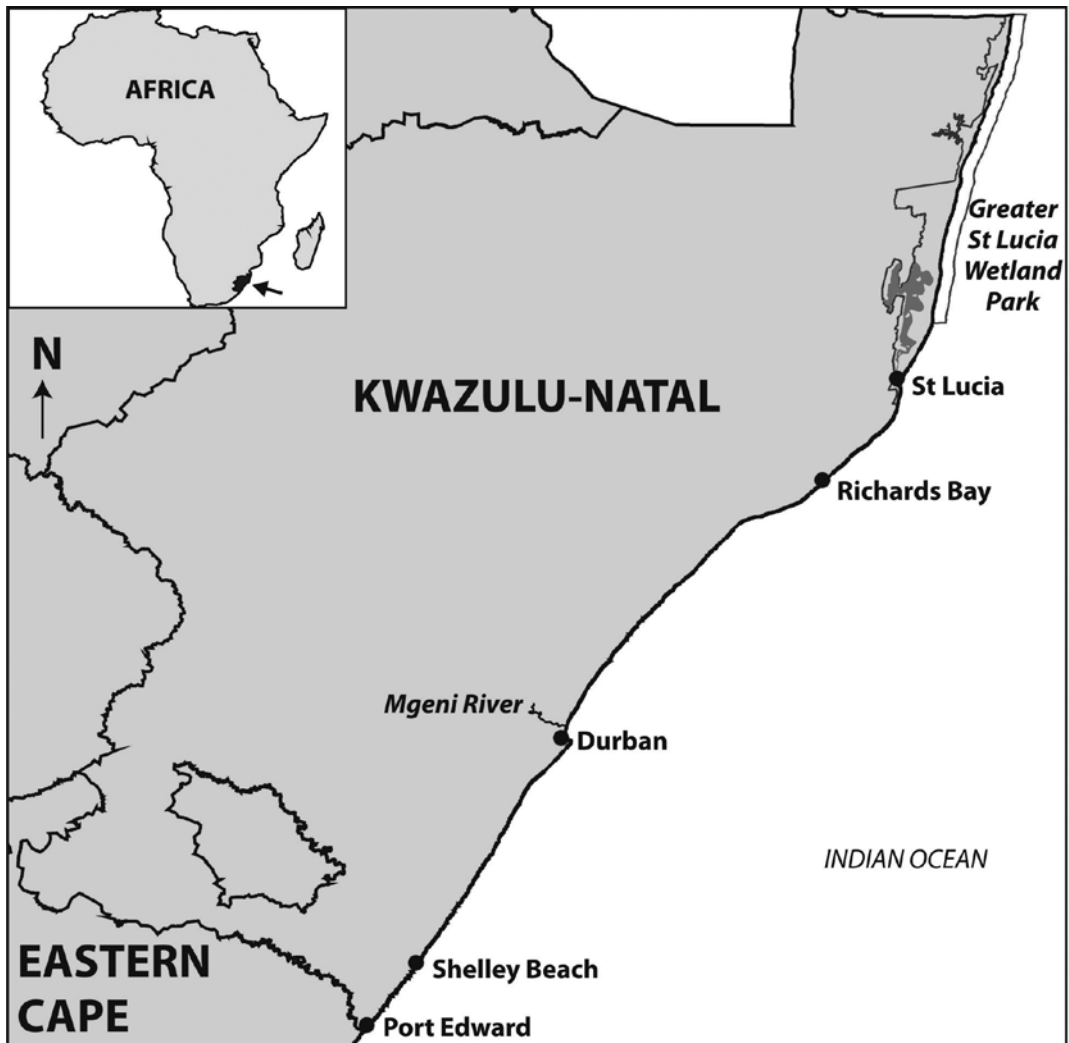 AFRICA
Greater
St Lucia
Wetland
Park
N
KWAZULU-NATAL
St Lucia
Richards Bay
Mgeni River
Durban
INDIAN OCEAN
EASTERN
CAPE
Shelley Beach
Port Edward